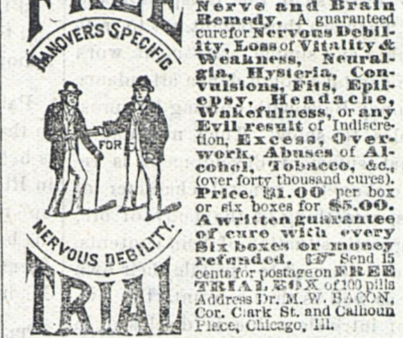 FREE
HANOVER'S SPECIFIC
FOR
NERVOUS DEBILITY.
TRIAL
Nerve and Brain
Remedy. A guaranteed
cure for Nervous Debil-
ity, Loss of Vitality &
Weakness, Neural-
gia, Hysteria, Con-
vulsions, Fits, Epil-
epsy, Headache,
Wakefulness, or any
Evil result of Indiscre-
tion, Excess, Over-
work, Abuses of Al-
cohol, Tobacco &c.,
(over forty thousand cures).
Price, $1.00 per box
or six boxes for $5.00.
A written guarantee
of cure with every
Six boxes or money
refunded. ☞ Send 15
cents for postage on FREE
TRIAL BOX of 100 pills
Address Dr. M. W. BACON,
Cor. Clark St. and Calhoun
Place, Chicago, Ill.